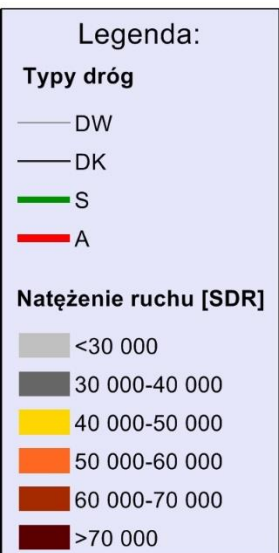 Legenda:
Typy dróg
DW
DK
S
A
Natężenie ruchu [SDR]
<30 000
30 000-40 000
40 000-50 000
50 000-60 000
60 000-70 000
>70 000